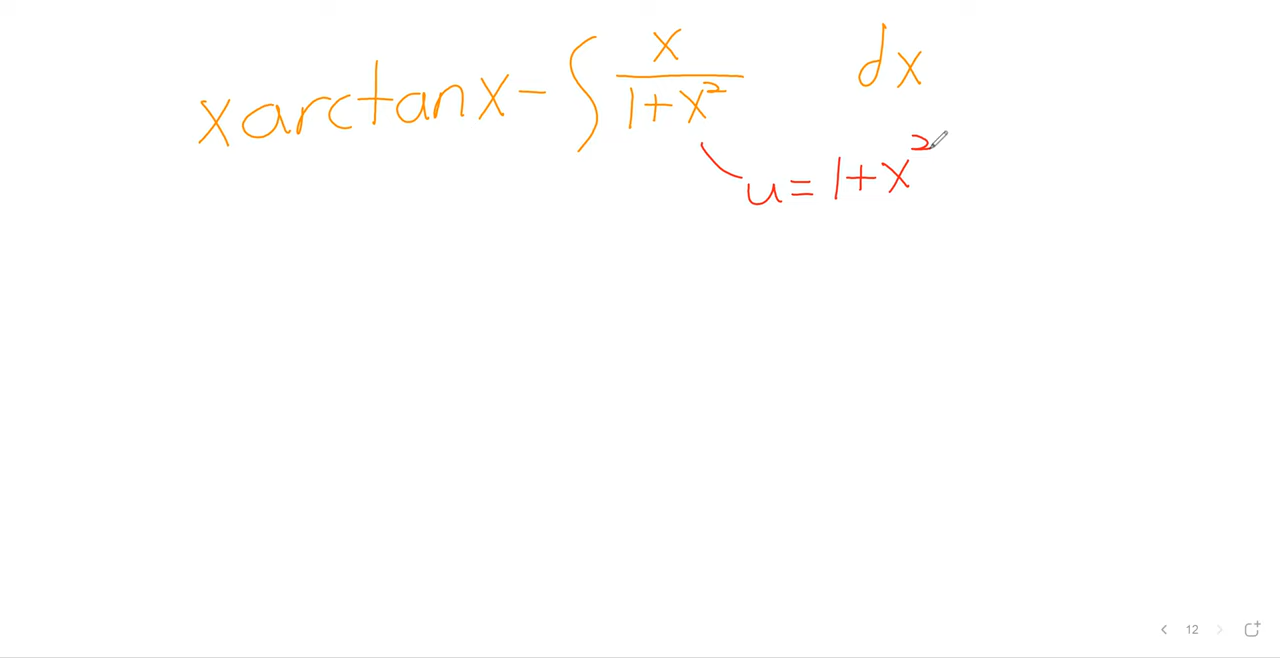 x arctan x - ∫ x/(1+x²) dx
u = 1+x²
12